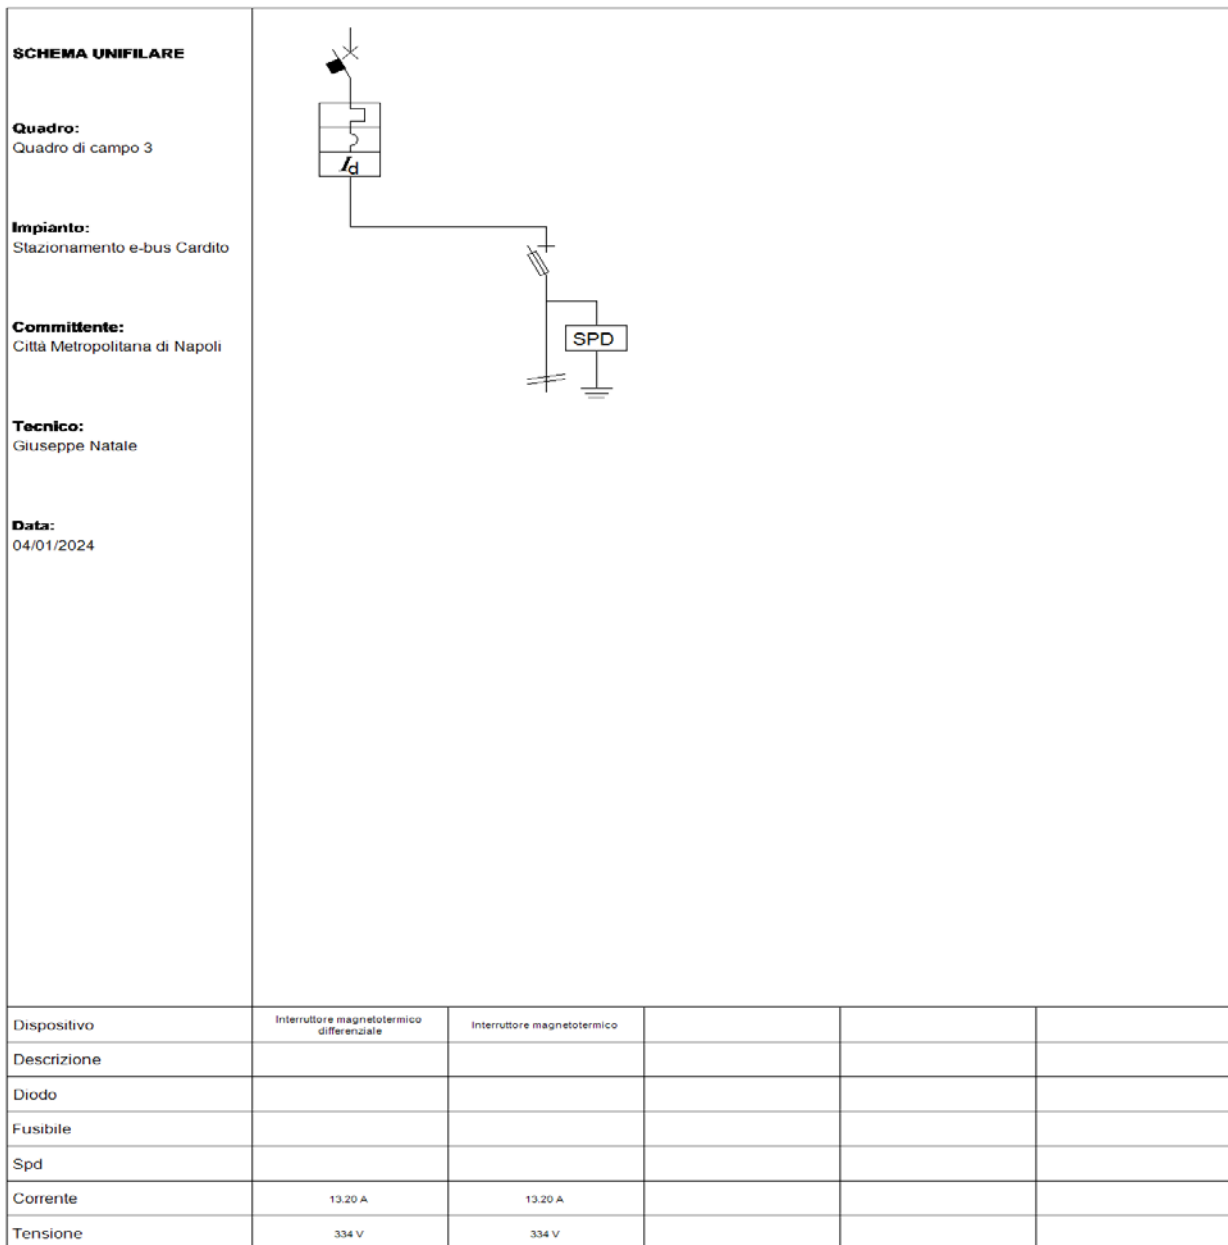 SCHEMA UNIFILARE
Quadro:
Quadro di campo 3
Impianto:
Stazionamento e-bus Cardito
Committente:
Città Metropolitana di Napoli
Tecnico:
Giuseppe Natale
Data:
04/01/2024
Id
SPD
Dispositivo Interruttore magnetotermico differenziale Interruttore magnetotermico
Descrizione
Diodo
Fusibile
Spd
Corrente 13.20 A 13.20 A
Tensione 334 V 334 V